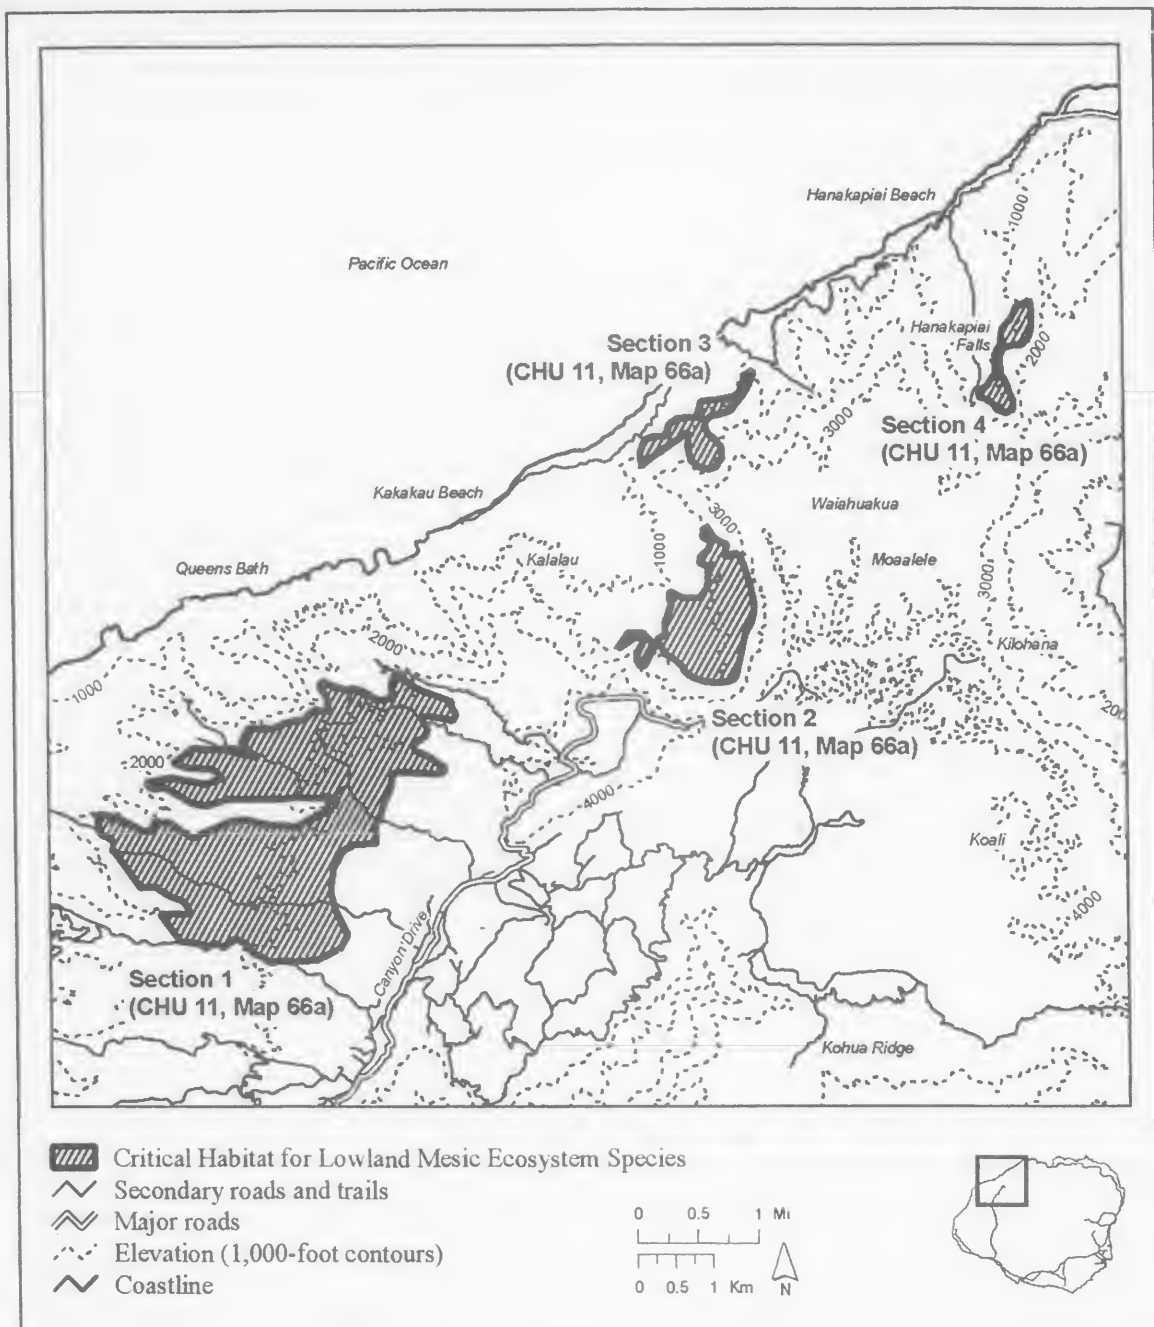 Hanakapiai Beach
1000
Pacific Ocean
Hanakapiai
Falls
2000
Section 3
(CHU 11, Map 66a)
3000
Section 4
(CHU 11, Map 66a)
Kakakau Beach
Waiahuakua
3000
1000
Kalalau
Moaalele
Queens Bath
3000
2000
Kilohana
1000
200
Section 2
(CHU 11, Map 66a)
2000
4000
Koali
4000
Canyon Drive
Section 1
(CHU 11, Map 66a)
Kohua Ridge
Critical Habitat for Lowland Mesic Ecosystem Species
Secondary roads and trails
Major roads
Elevation (1,000-foot contours)
Coastline
0 0.5 1 Mi
0 0.5 1 Km
N